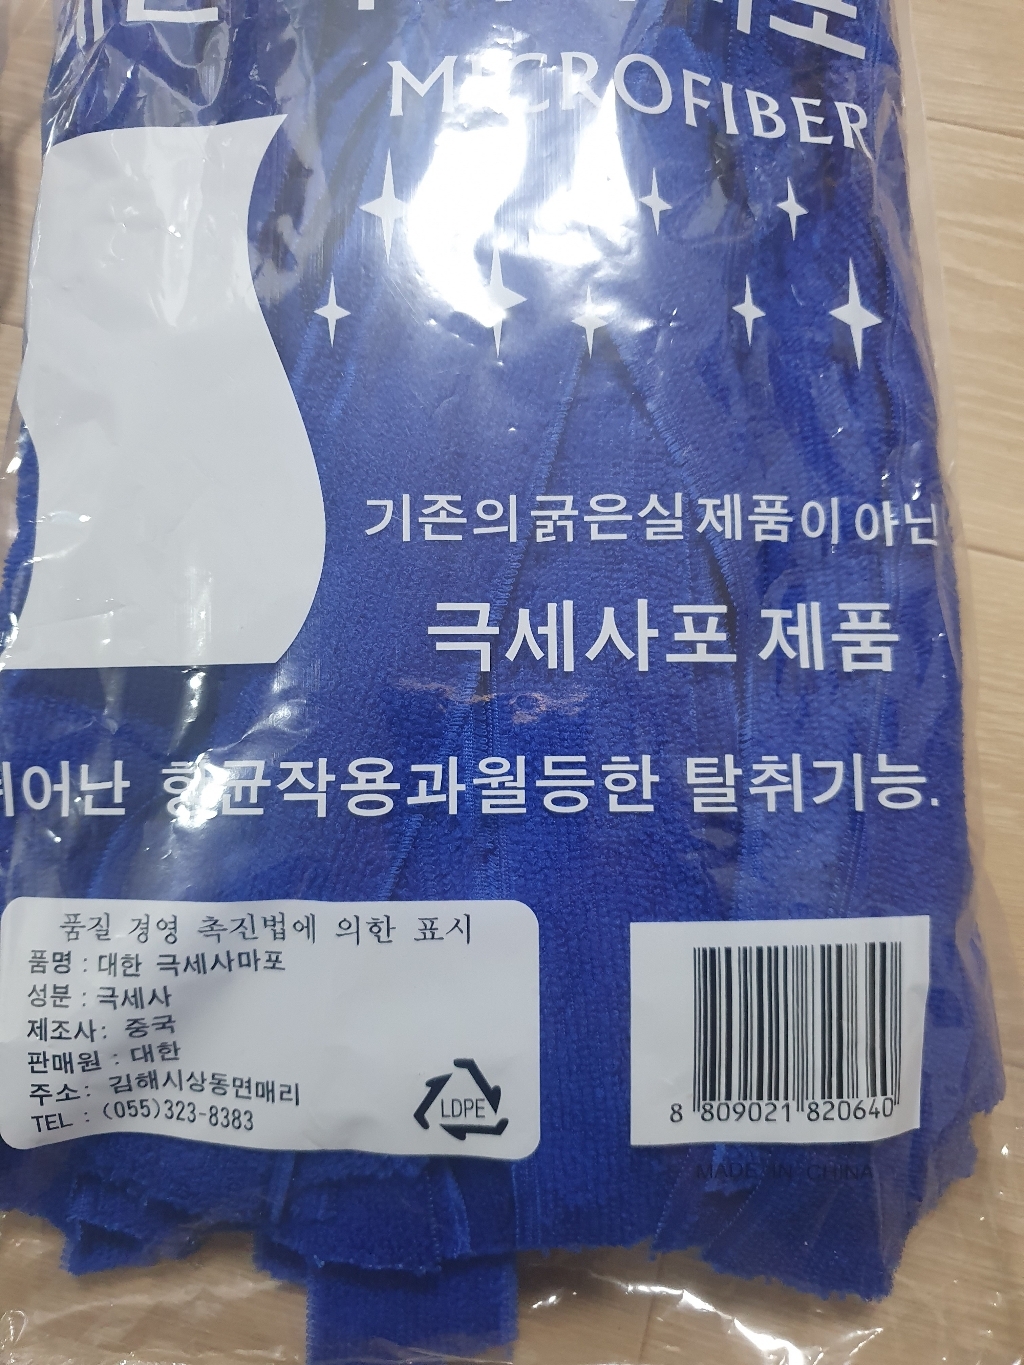 MICROFIBER
기존의 굵은실 제품이 아닌
극세사포 제품
항균작용과월등한 탈취기능.
품질 경영 촉진법에 의한 표시
품명 : 대한 극세사마포
성분 : 극세사
제조사: 중국
판매원 : 대한
주소: 김해시상동면매리
TEL : (055)323-8383
LDPE
8 809021 820640
MADE IN CHINA